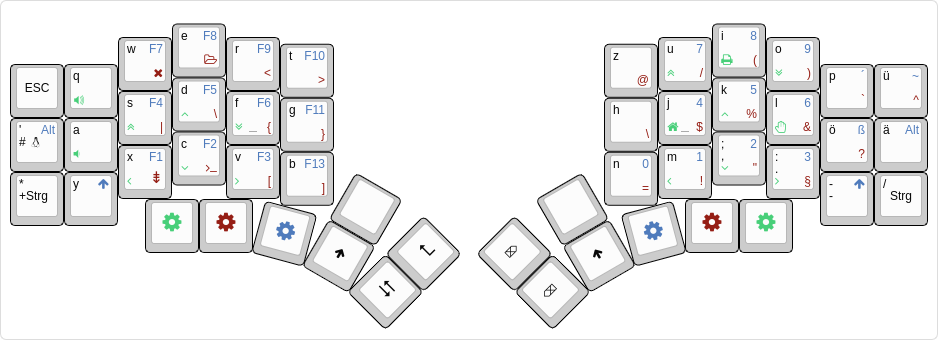 ESC
q
w F7
e F8
r F9
<
t F10
>
' Alt
#
a
s F4
|
d F5
\
f F6
_ {
g F11
}
*
+Strg
y
x F1
c F2
>_
v F3
[
b F13
]
z
@
u 7
/
i 8
(
o 9
)
p ´
`
ü ~
^
h
\
j 4
_ $
k 5
%
l 6
&
ö ß
?
ä Alt
n 0
=
m 1
!
; 2
, "
: 3
. §
-
-
/
Strg